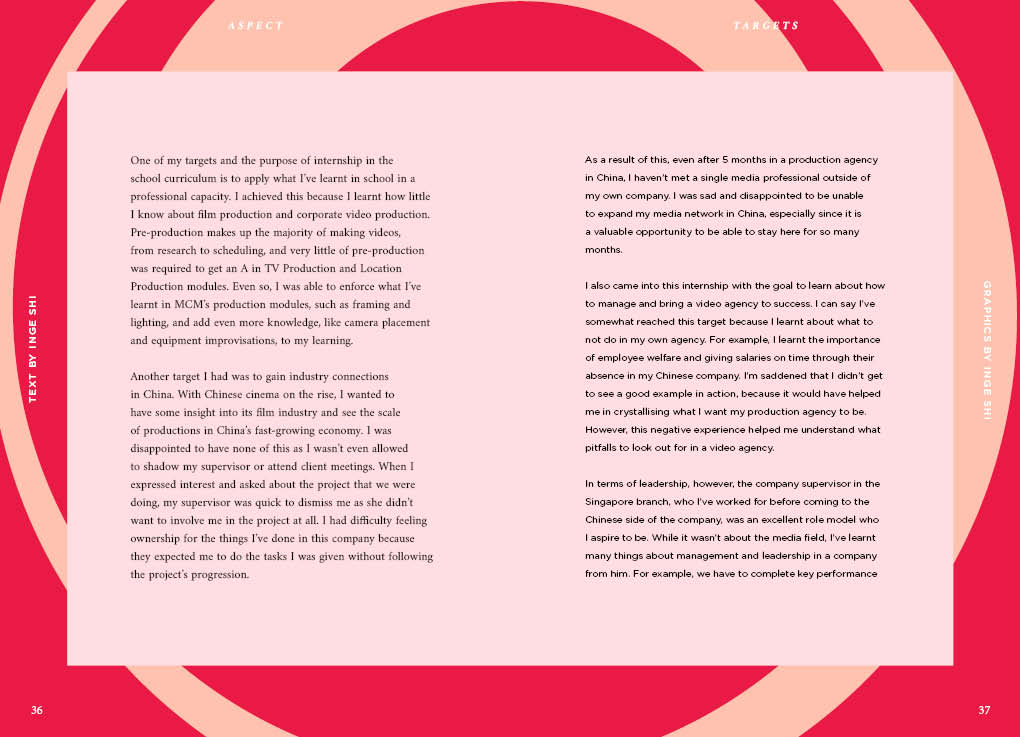 ASPECT
TARGETS
TEXT BY INGE SHI
One of my targets and the purpose of internship in the
school curriculum is to apply what I've learnt in school in a
professional capacity. I achieved this because I learnt how little
I know about film production and corporate video production.
Pre-production makes up the majority of making videos,
from research to scheduling, and very little of pre-production
was required to get an A in TV Production and Location
Production modules. Even so, I was able to enforce what I've
learnt in MCM's production modules, such as framing and
lighting, and add even more knowledge, like camera placement
and equipment improvisations, to my learning.
Another target I had was to gain industry connections
in China. With Chinese cinema on the rise, I wanted to
have some insight into its film industry and see the scale
of productions in China's fast-growing economy. I was
disappointed to have none of this as I wasn't even allowed
to shadow my supervisor or attend client meetings. When I
expressed interest and asked about the project that we were
doing, my supervisor was quick to dismiss me as she didn't
want to involve me in the project at all. I had difficulty feeling
ownership for the things I've done in this company because
they expected me to do the tasks I was given without following
the project's progression.
As a result of this, even after 5 months in a production agency
in China, I haven't met a single media professional outside of
my own company. I was sad and disappointed to be unable
to expand my media network in China, especially since it is
a valuable opportunity to be able to stay here for so many
months.
I also came into this internship with the goal to learn about how
to manage and bring a video agency to success. I can say I've
somewhat reached this target because I learnt about what to
not do in my own agency. For example, I learnt the importance
of employee welfare and giving salaries on time through their
absence in my Chinese company. I'm saddened that I didn't get
to see a good example in action, because it would have helped
me in crystallising what I want my production agency to be.
However, this negative experience helped me understand what
pitfalls to look out for in a video agency.
In terms of leadership, however, the company supervisor in the
Singapore branch, who I've worked for before coming to the
Chinese side of the company, was an excellent role model who
I aspire to be. While it wasn't about the media field, I've learnt
many things about management and leadership in a company
from him. For example, we have to complete key performance
GRAPHICS BY INGE SHI
36
37